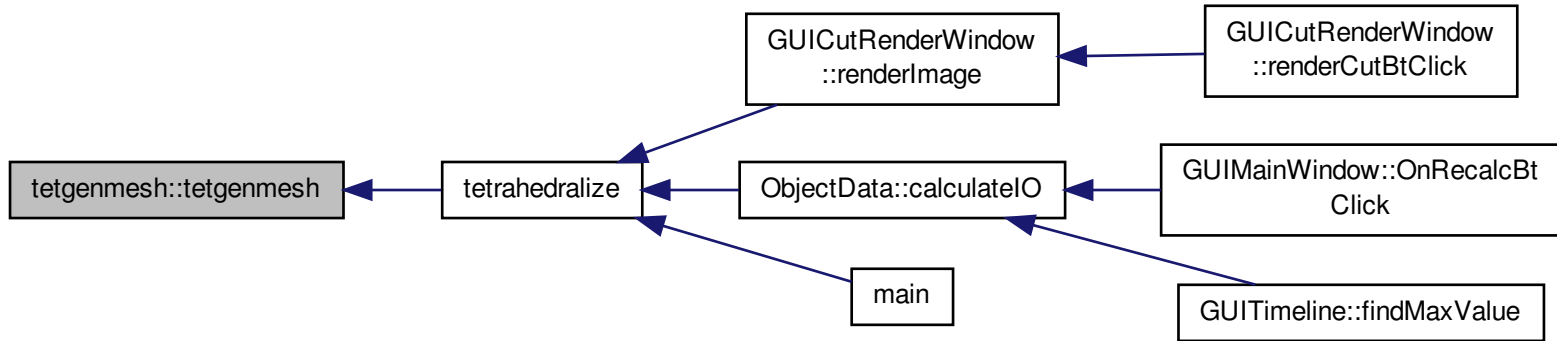 GUICutRenderWindow
::renderImage
GUICutRenderWindow
::renderCutBtClick
tetgenmesh::tetgenmesh
tetrahedralize
ObjectData::calculateIO
GUIMainWindow::OnRecalcBt
Click
main
GUITimeline::findMaxValue